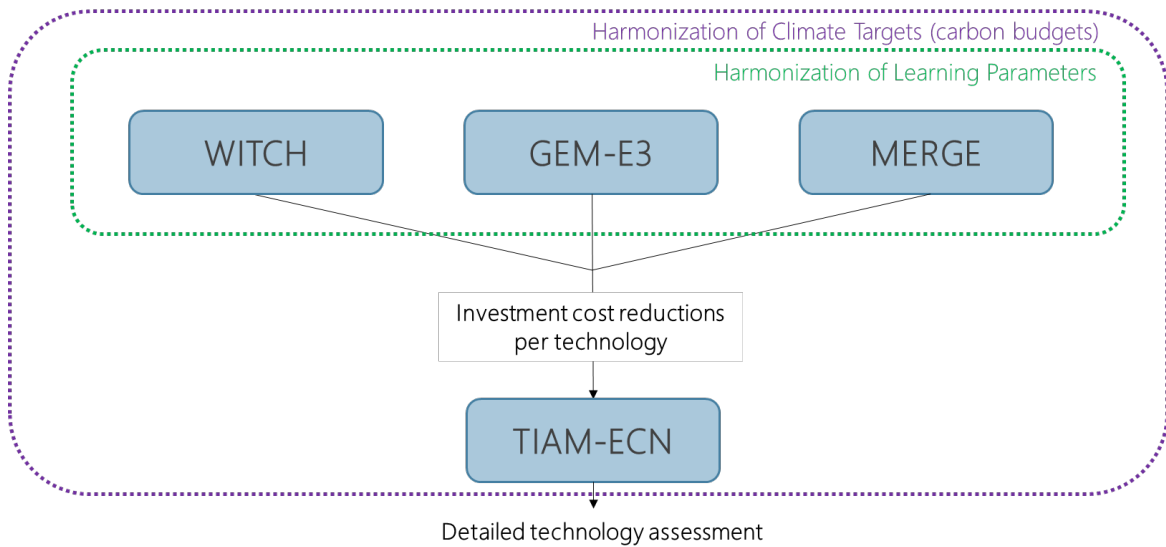 Harmonization of Climate Targets (carbon budgets)
Harmonization of Learning Parameters
WITCH
GEM-E3
MERGE
Investment cost reductions
per technology
TIAM-ECN
Detailed technology assessment